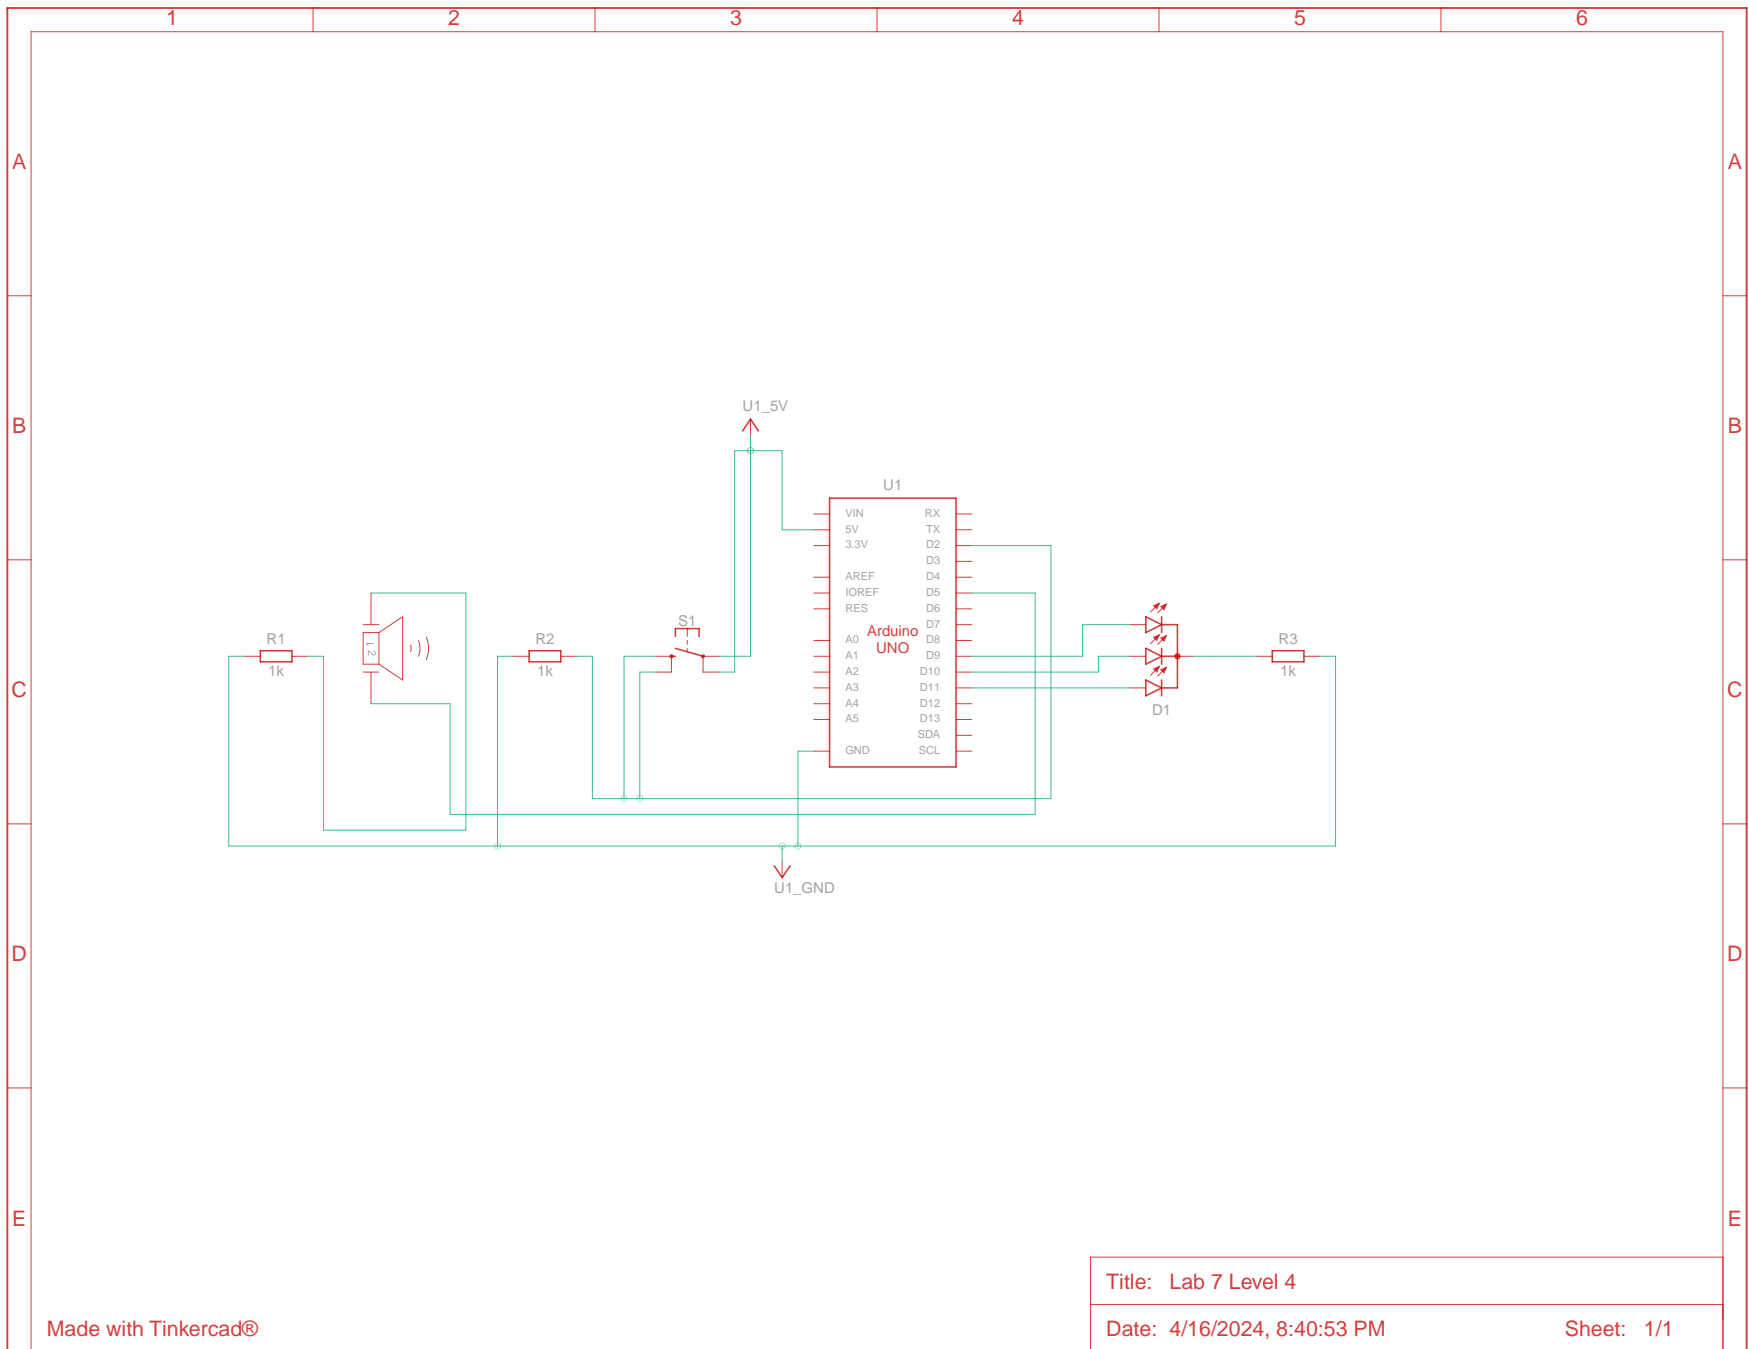 1 2 3 4 5 6
A A
B B
U1_5V
U1
VIN RX
5V TX
3.3V D2
D3
AREF D4
IOREF D5
RES D6
D7
A0 D8
A1 D9
A2 D10
A3 D11
A4 D12
A5 D13
SDA
GND SCL
Arduino
UNO
R1
1k
1 2
R2
1k
S1
D1
R3
1k
C C
U1_GND
D D
E E
Title: Lab 7 Level 4
Made with Tinkercad®
Date: 4/16/2024, 8:40:53 PM Sheet: 1/1